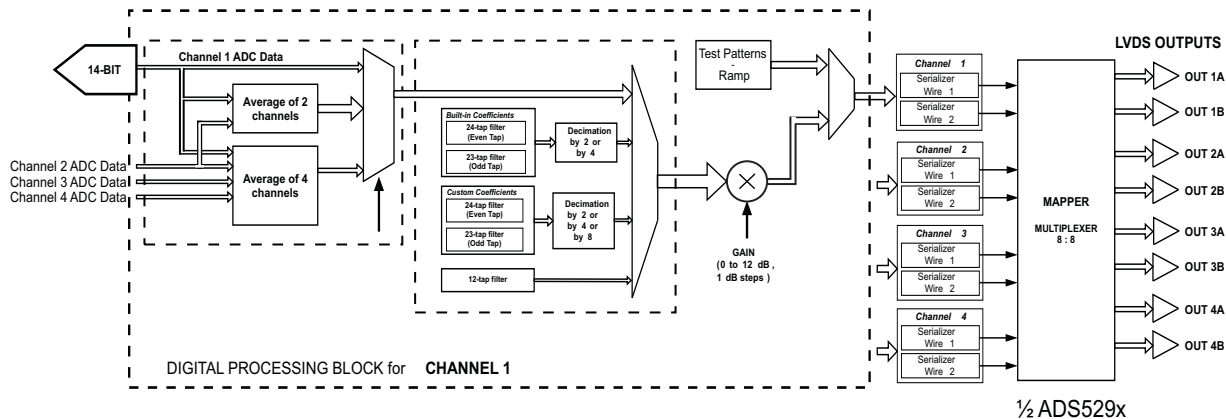 14-BIT
Channel 1 ADC Data
Average of 2
channels
Channel 2 ADC Data
Channel 3 ADC Data
Channel 4 ADC Data
Average of 4
channels
Built-in Coefficients
24-tap filter
(Even Tap)
23-tap filter
(Odd Tap)
Decimation
by 2 or
by 4
Custom Coefficients
24-tap filter
(Even Tap)
23-tap filter
(Odd Tap)
Decimation
by 2 or
by 4 or
by 8
12-tap filter
Test Patterns
-
Ramp
GAIN
(0 to 12 dB ,
1 dB steps )
DIGITAL PROCESSING BLOCK for CHANNEL 1
Channel 1
Serializer
Wire 1
Serializer
Wire 2
Channel 2
Serializer
Wire 1
Serializer
Wire 2
Channel 3
Serializer
Wire 1
Serializer
Wire 2
Channel 4
Serializer
Wire 1
Serializer
Wire 2
MAPPER
MULTIPLEXER
8 : 8
LVDS OUTPUTS
OUT 1A
OUT 1B
OUT 2A
OUT 2B
OUT 3A
OUT 3B
OUT 4A
OUT 4B
½ ADS529x